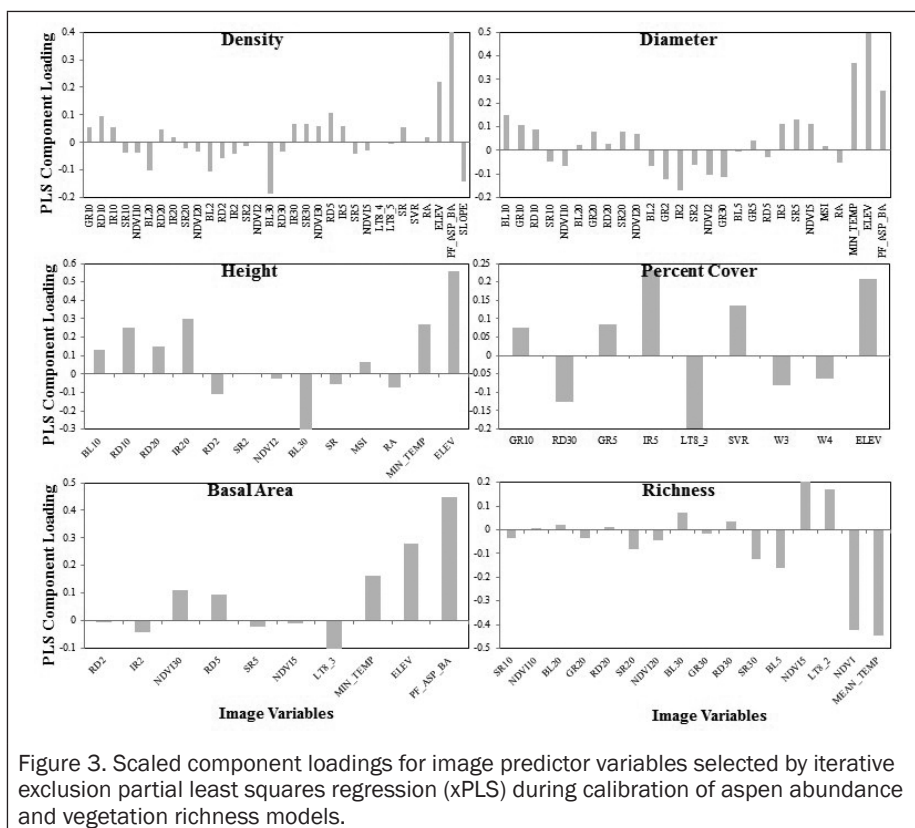 Density
PLS Component Loading
0.4
0.3
0.2
0.1
0
-0.1
-0.2
GR10
RD10
IR10
SR10
NDVI10
BL20
RD20
IR20
SR20
NDVI20
BL2
RD2
IR2
SR2
NDVI2
BL30
RD30
IR30
SR30
NDVI30
RD5
IR5
SR5
NDVI5
LT8_4
LT8_5
SR
SVR
RA
ELEV
PF_ASP_BA
SLOPE
Diameter
0.5
0.4
0.3
0.2
0.1
0
-0.1
-0.2
-0.3
BL10
GR10
RD10
SR10
NDVI10
BL20
GR20
RD20
SR20
NDVI20
BL2
GR2
IR2
SR2
NDVI2
GR30
BL5
GR5
RD5
IR5
SR5
NDVI5
MSI
RA
MIN_TEMP
ELEV
PF_ASP_BA
Height
PLS Component Loading
0.6
0.5
0.4
0.3
0.2
0.1
0
-0.1
-0.2
-0.3
BL10
RD10
RD20
IR20
RD2
SR2
NDVI2
BL30
SR
MSI
RA
MIN_TEMP
ELEV
Percent Cover
0.25
0.2
0.15
0.1
0.05
0
-0.05
-0.1
-0.15
-0.2
GR10
RD30
GR5
IR5
LT8_3
SVR
W3
W4
ELEV
Basal Area
PLS Component Loading
0.5
0.4
0.3
0.2
0.1
0
-0.1
RD2
IR2
NDVI30
RD5
SR5
NDVI5
LT8_3
MIN_TEMP
ELEV
PF_ASP_BA
Image Variables
Richness
0.2
0.1
0
-0.1
-0.2
-0.3
-0.4
-0.5
SR10
NDVI10
BL20
GR20
RD20
SR20
NDVI20
BL30
GR30
RD30
SR30
BL5
NDVI5
LT8_2
NDVI
MEAN_TEMP
Image Variables
Figure 3. Scaled component loadings for image predictor variables selected by iterative
exclusion partial least squares regression (xPLS) during calibration of aspen abundance
and vegetation richness models.